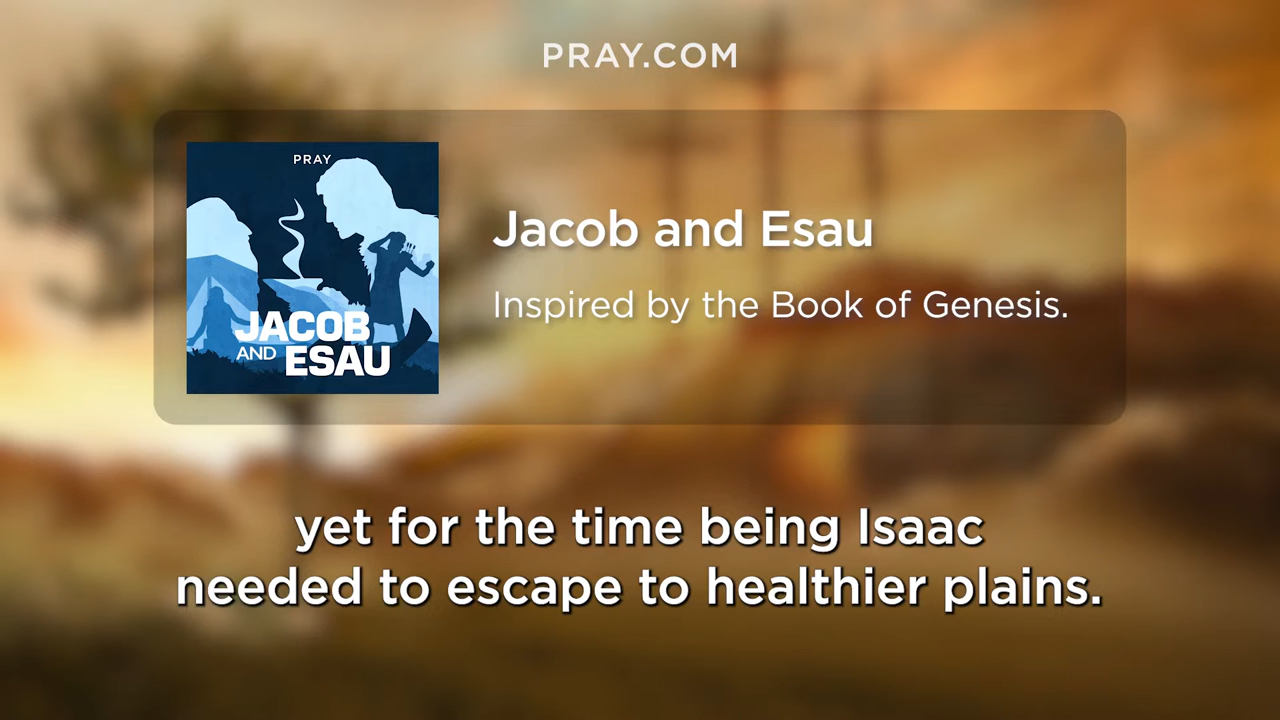 PRAY.COM
PRAY
JACOB
AND ESAU
Jacob and Esau
Inspired by the Book of Genesis.
yet for the time being Isaac
needed to escape to healthier plains.